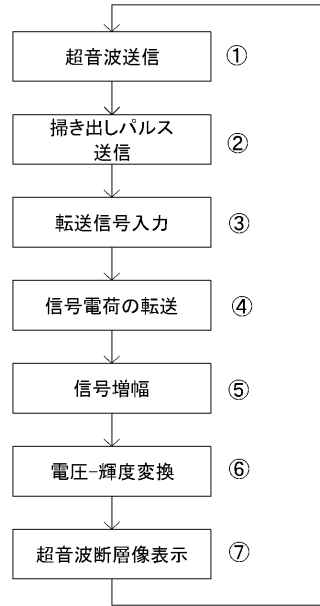 超音波送信
①
掃き出しパルス
送信
②
転送信号入力
③
信号電荷の転送
④
信号増幅
⑤
電圧-輝度変換
⑥
超音波断層像表示
⑦